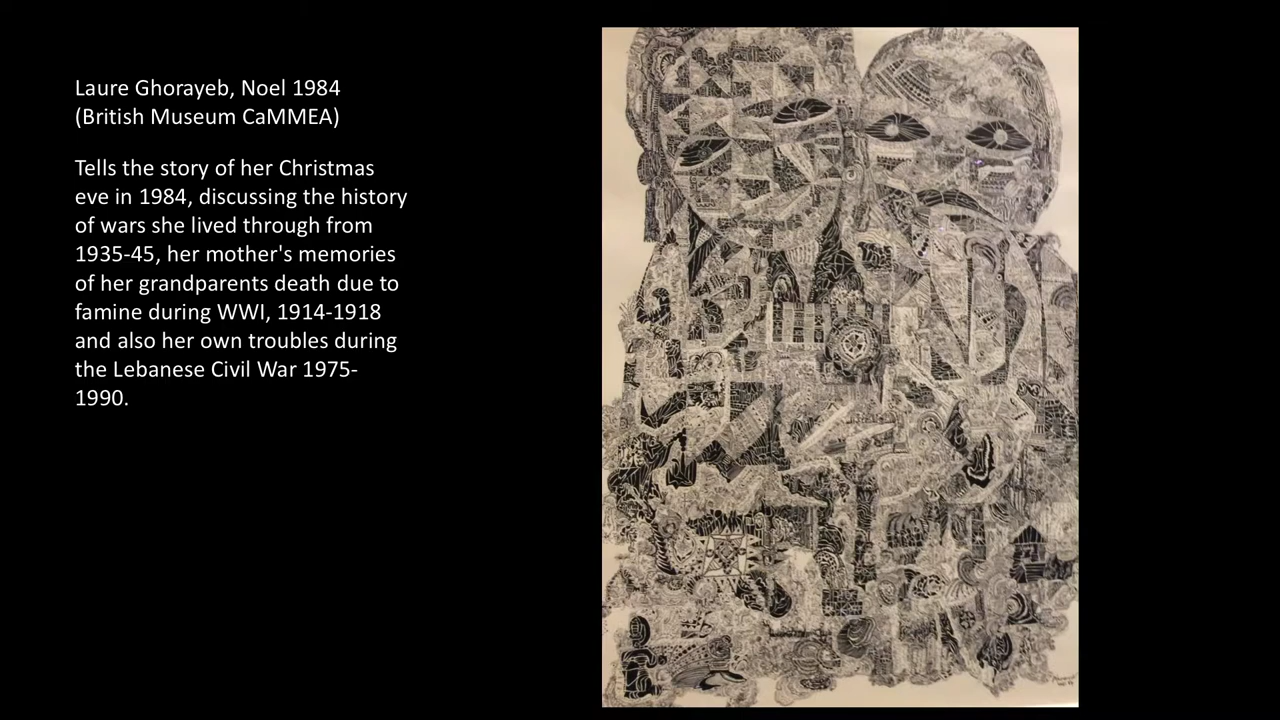 Laure Ghorayeb, Noel 1984
(British Museum CaMMEA)
Tells the story of her Christmas
eve in 1984, discussing the history
of wars she lived through from
1935-45, her mother's memories
of her grandparents death due to
famine during WWI, 1914-1918
and also her own troubles during
the Lebanese Civil War 1975-
1990.